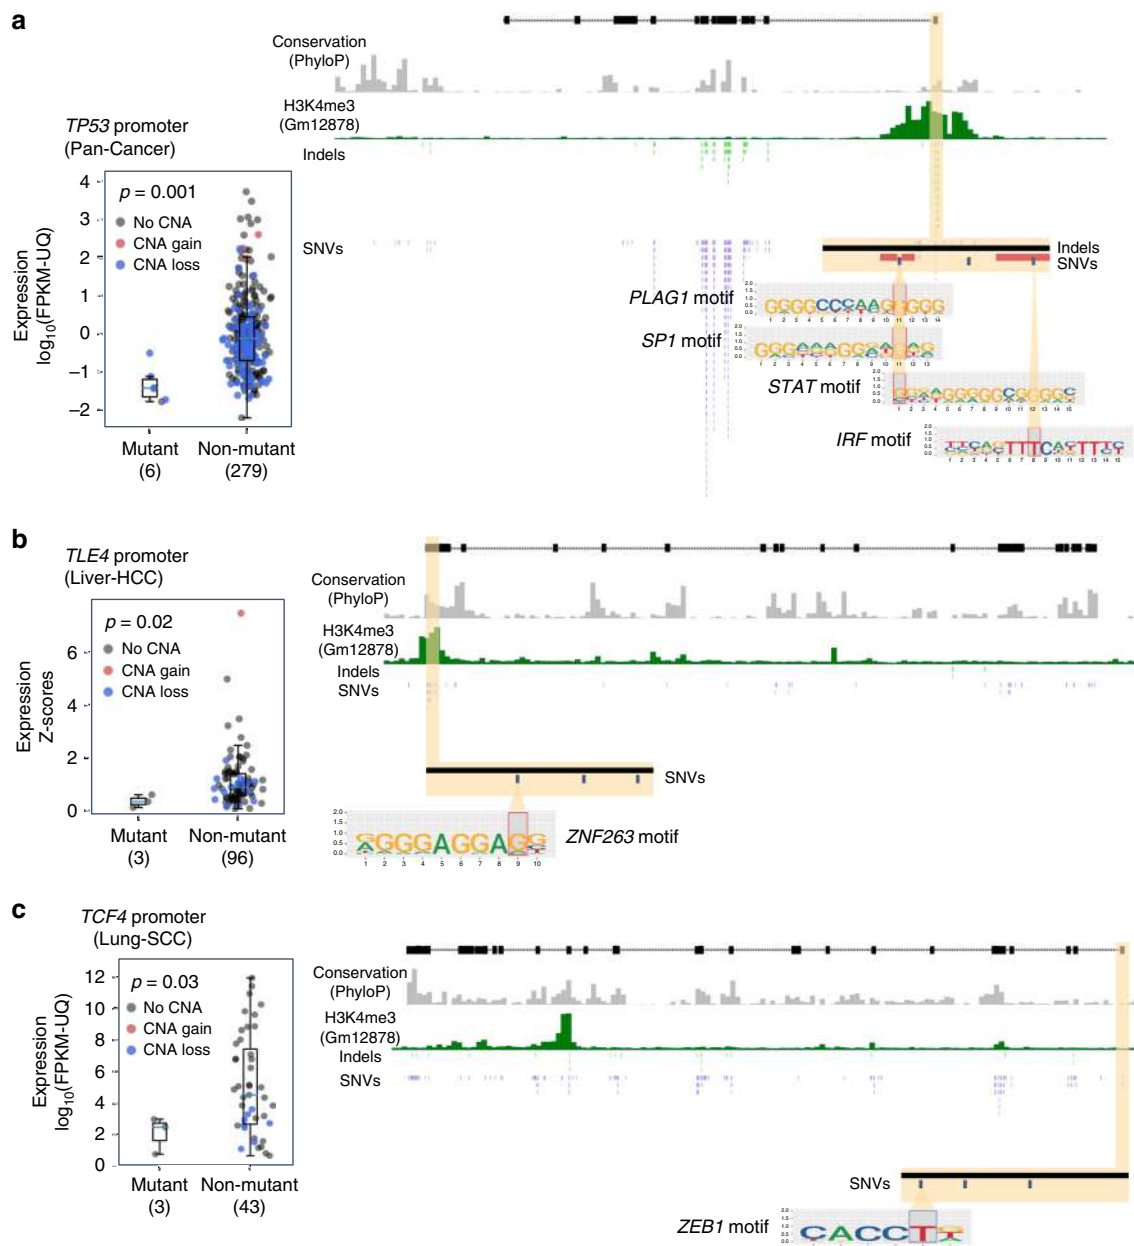 a
Conservation
(PhyloP)
H3K4me3
(Gm12878)
Indels
SNVs
TP53 promoter
(Pan-Cancer)
p = 0.001
No CNA
CNA gain
CNA loss
Expression
log10(FPKM-UQ)
4
3
2
1
0
−1
−2
Mutant
(6)
Non-mutant
(279)
Indels
SNVs
PLAG1 motif
SP1 motif
STAT motif
IRF motif
b
TLE4 promoter
(Liver-HCC)
p = 0.02
No CNA
CNA gain
CNA loss
Expression
Z-scores
6
4
2
0
Mutant
(3)
Non-mutant
(96)
Conservation
(PhyloP)
H3K4me3
(Gm12878)
Indels
SNVs
SNVs
ZNF263 motif
c
TCF4 promoter
(Lung-SCC)
p = 0.03
No CNA
CNA gain
CNA loss
Expression
log10(FPKM-UQ)
12
10
8
6
4
2
0
Mutant
(3)
Non-mutant
(43)
Conservation
(PhyloP)
H3K4me3
(Gm12878)
Indels
SNVs
SNVs
ZEB1 motif